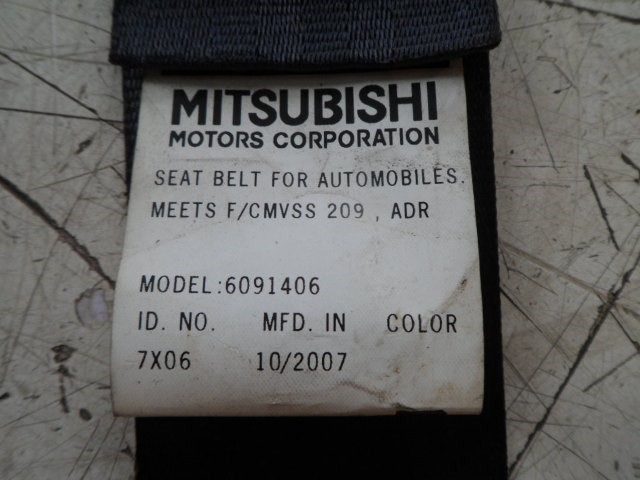 MITSUBISHI
MOTORS CORPORATION
SEAT BELT FOR AUTOMOBILES.
MEETS F/CMVSS 209 , ADR
MODEL:6091406
ID. NO. MFD. IN COLOR
7X06 10/2007